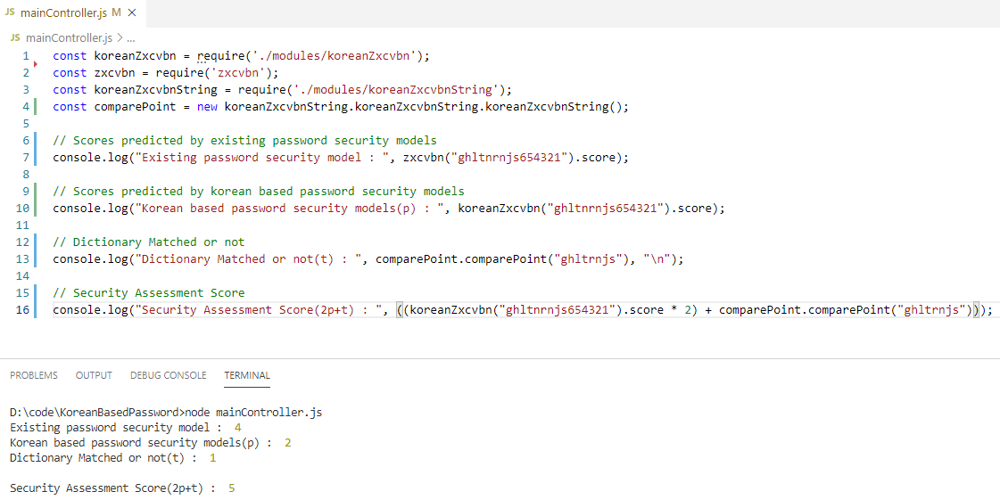 JS mainController.js M ×
JS mainController.js > ...
1 const koreanZxcvbn = require('./modules/koreanZxcvbn');
2 const zxcvbn = require('zxcvbn');
3 const koreanZxcvbnString = require('./modules/koreanZxcvbnString');
4 const comparePoint = new koreanZxcvbnString.koreanZxcvbnString.koreanZxcvbnString();
5
6 // Scores predicted by existing password security models
7 console.log("Existing password security model : ", zxcvbn("ghltnrnjs654321").score);
8
9 // Scores predicted by korean based password security models
10 console.log("Korean based password security models(p) : ", koreanZxcvbn("ghltnrnjs654321").score);
11
12 // Dictionary Matched or not
13 console.log("Dictionary Matched or not(t) : ", comparePoint.comparePoint("ghltrnjs"), "\n");
14
15 // Security Assessment Score
16 console.log("Security Assessment Score(2p+t) : ", ((koreanZxcvbn("ghltnrnjs654321").score * 2) + comparePoint.comparePoint("ghltrnjs")));
PROBLEMS OUTPUT DEBUG CONSOLE TERMINAL
D:\code\KoreanBasedPassword>node mainController.js
Existing password security model :  4
Korean based password security models(p) :  2
Dictionary Matched or not(t) :  1
Security Assessment Score(2p+t) :  5